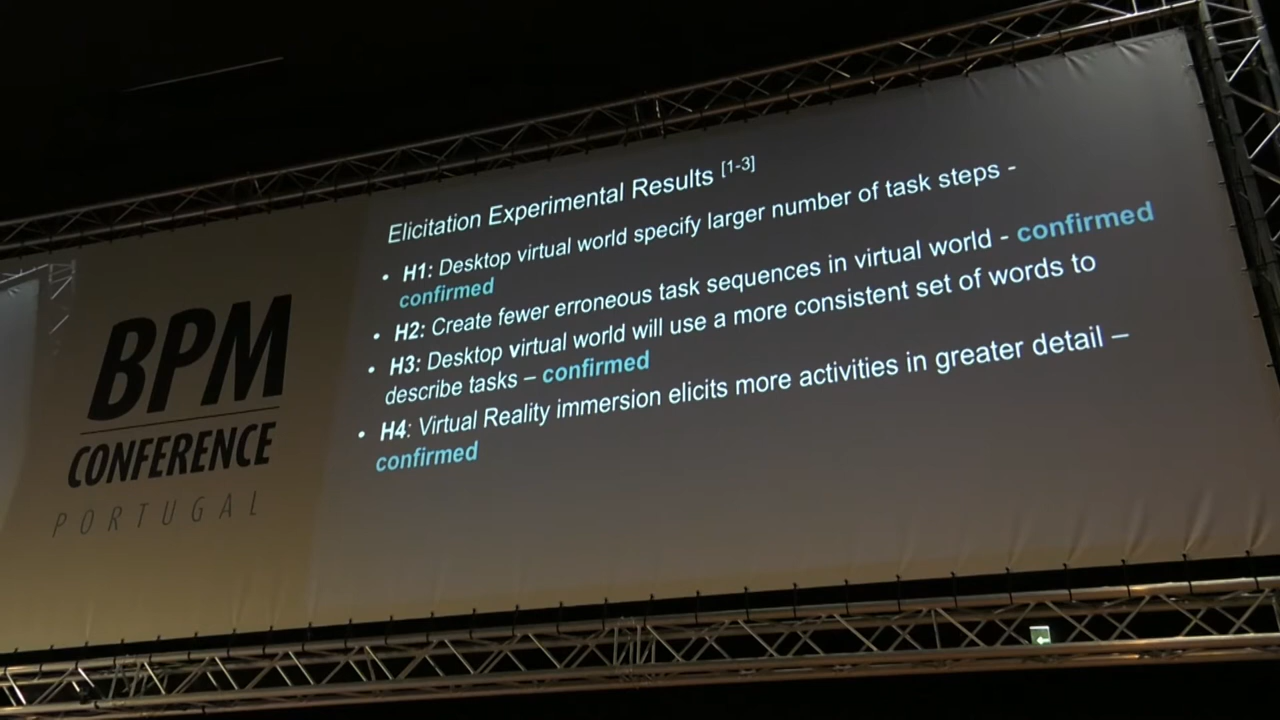 BPM
CONFERENCE
PORTUGAL
Elicitation Experimental Results [1-3]
• H1: Desktop virtual world specify larger number of task steps -
confirmed
• H2: Create fewer erroneous task sequences in virtual world - confirmed
• H3: Desktop virtual world will use a more consistent set of words to
describe tasks – confirmed
• H4: Virtual Reality immersion elicits more activities in greater detail –
confirmed